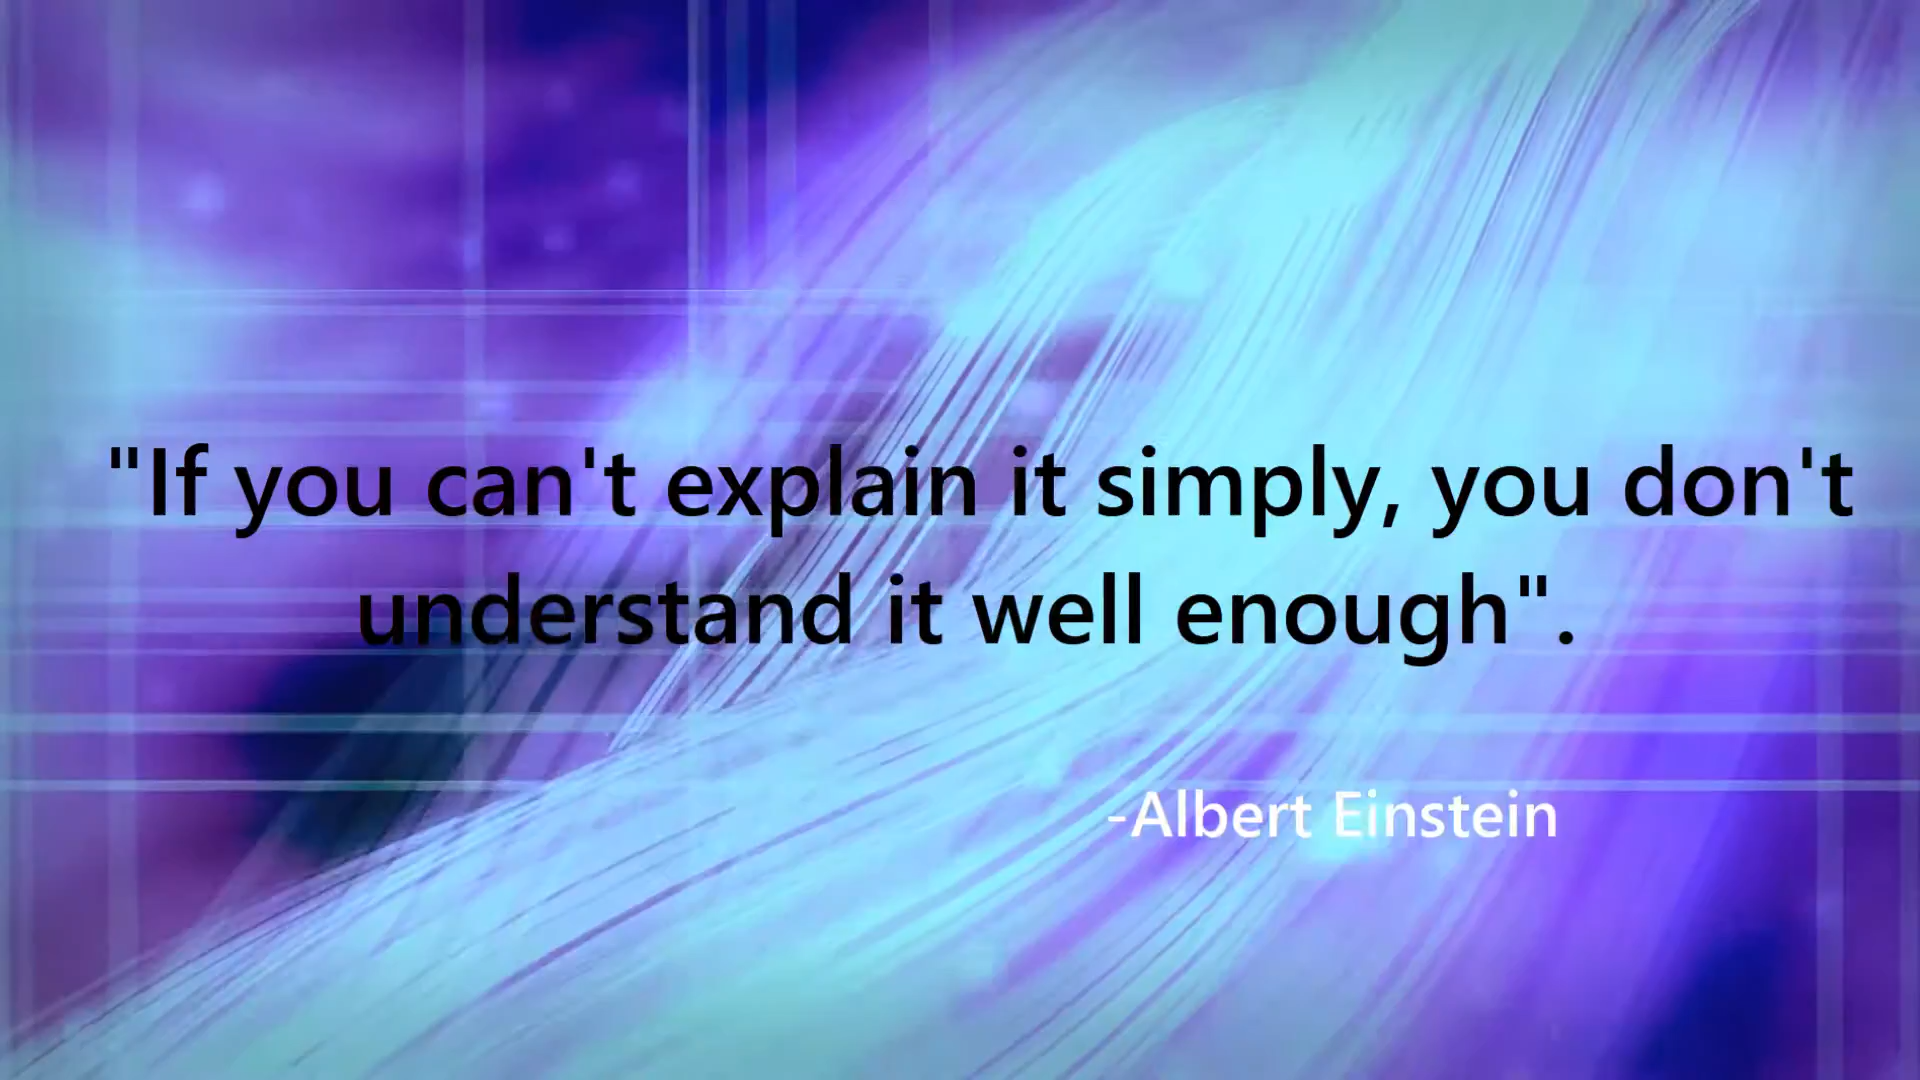 "If you can't explain it simply, you don't
understand it well enough".
-Albert Einstein